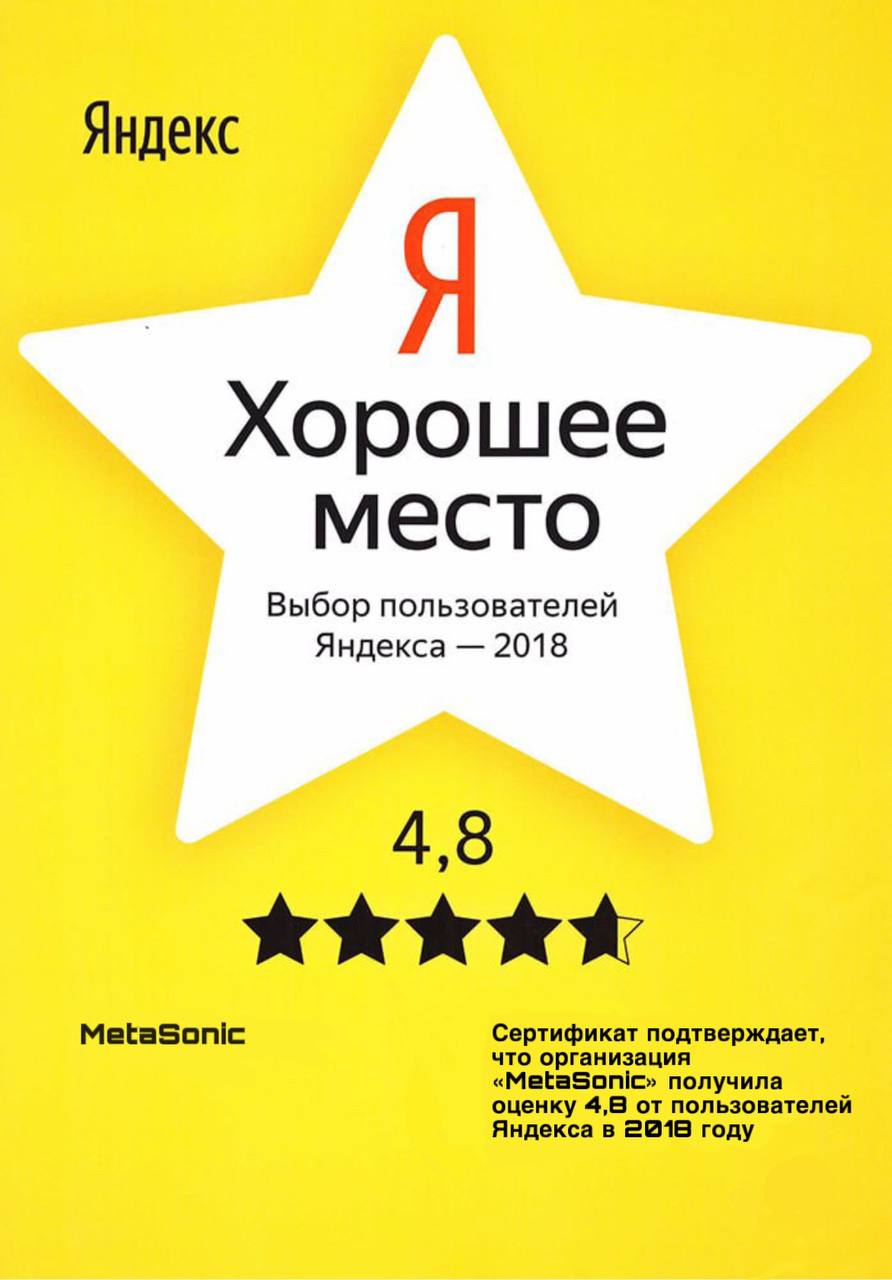 Яндекс
Я
Хорошее
место
Выбор пользователей
Яндекса — 2018
4,8
MetaSonic
Сертификат подтверждает,
что организация
«MetaSonic» получила
оценку 4,8 от пользователей
Яндекса в 2018 году